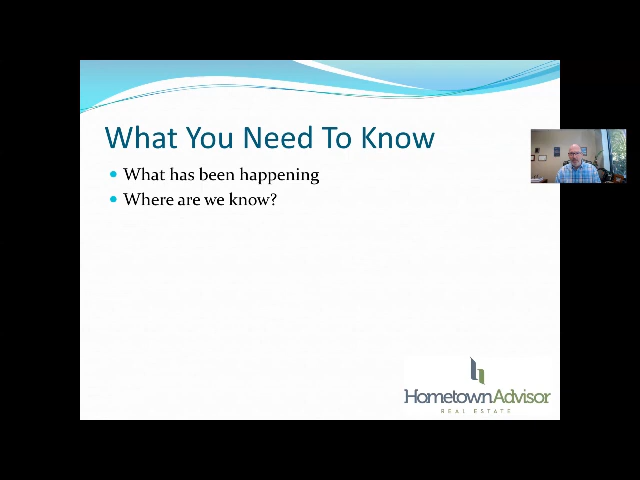 What You Need To Know
What has been happening
Where are we know?
HometownAdvisor
REAL ESTATE